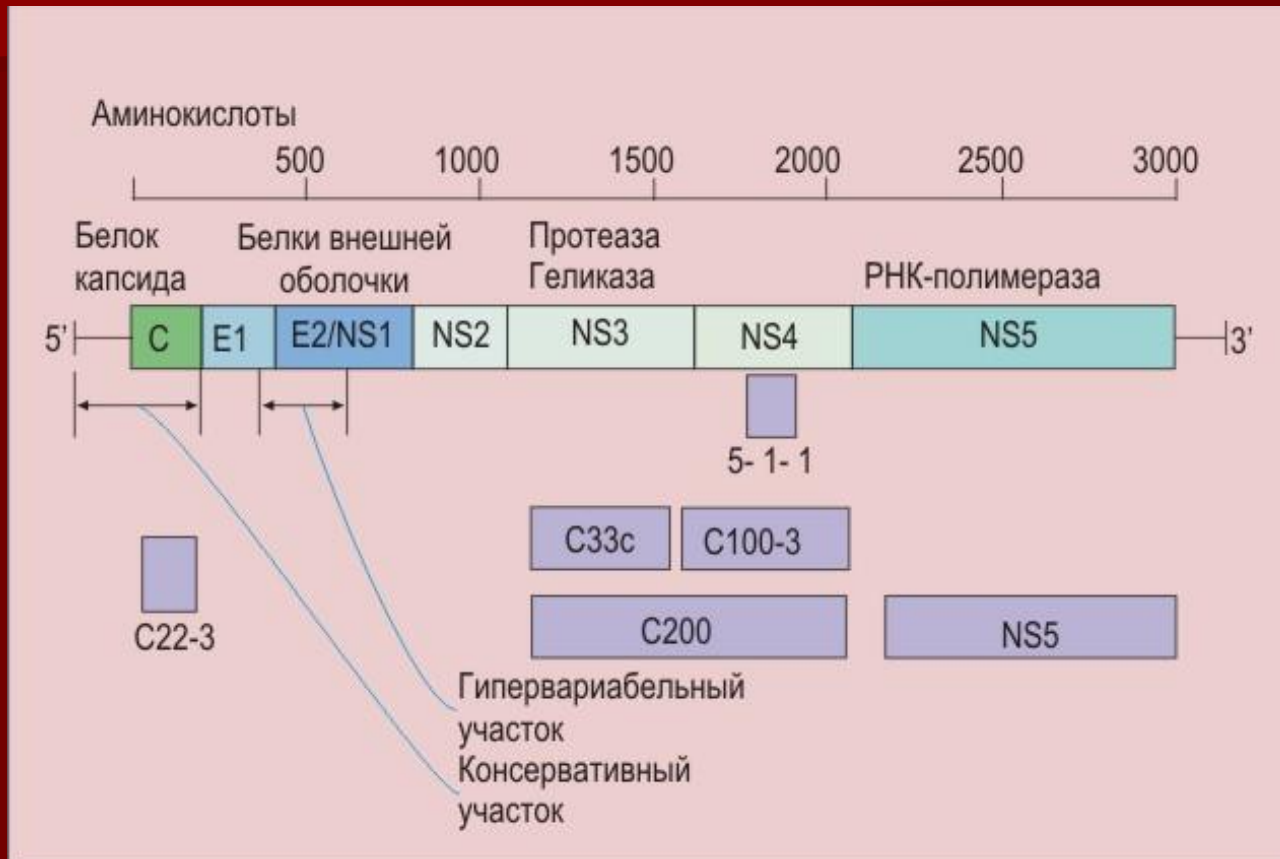 Аминокислоты
500 1000 1500 2000 2500 3000
Белок
капсида
Белки внешней
оболочки
Протеаза
Геликаза
РНК-полимераза
5’ C E1 E2/NS1 NS2 NS3 NS4 NS5 3’
5- 1- 1
C33c C100-3
C22-3
C200 NS5
Гипервариабельный
участок
Консервативный
участок